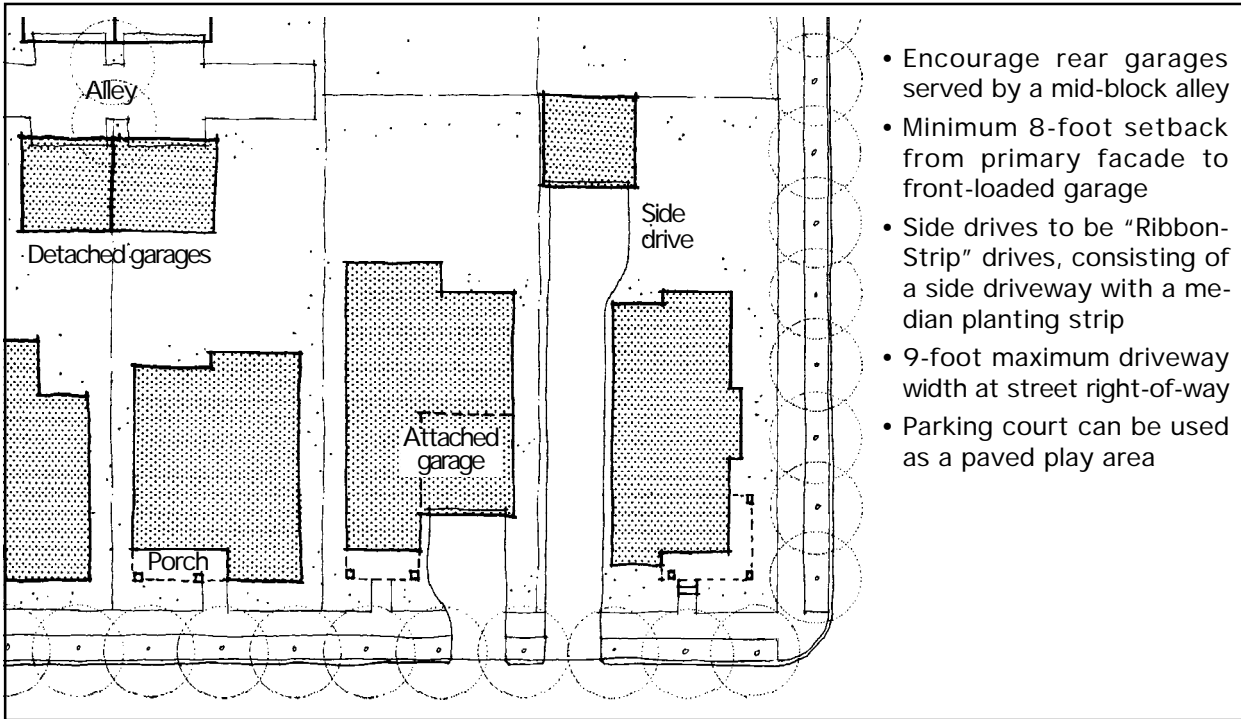 Alley
Detached garages
Side
drive
Attached
garage
Porch
• Encourage rear garages
served by a mid-block alley
• Minimum 8-foot setback
from primary facade to
front-loaded garage
• Side drives to be “Ribbon-
Strip” drives, consisting of
a side driveway with a me-
dian planting strip
• 9-foot maximum driveway
width at street right-of-way
• Parking court can be used
as a paved play area